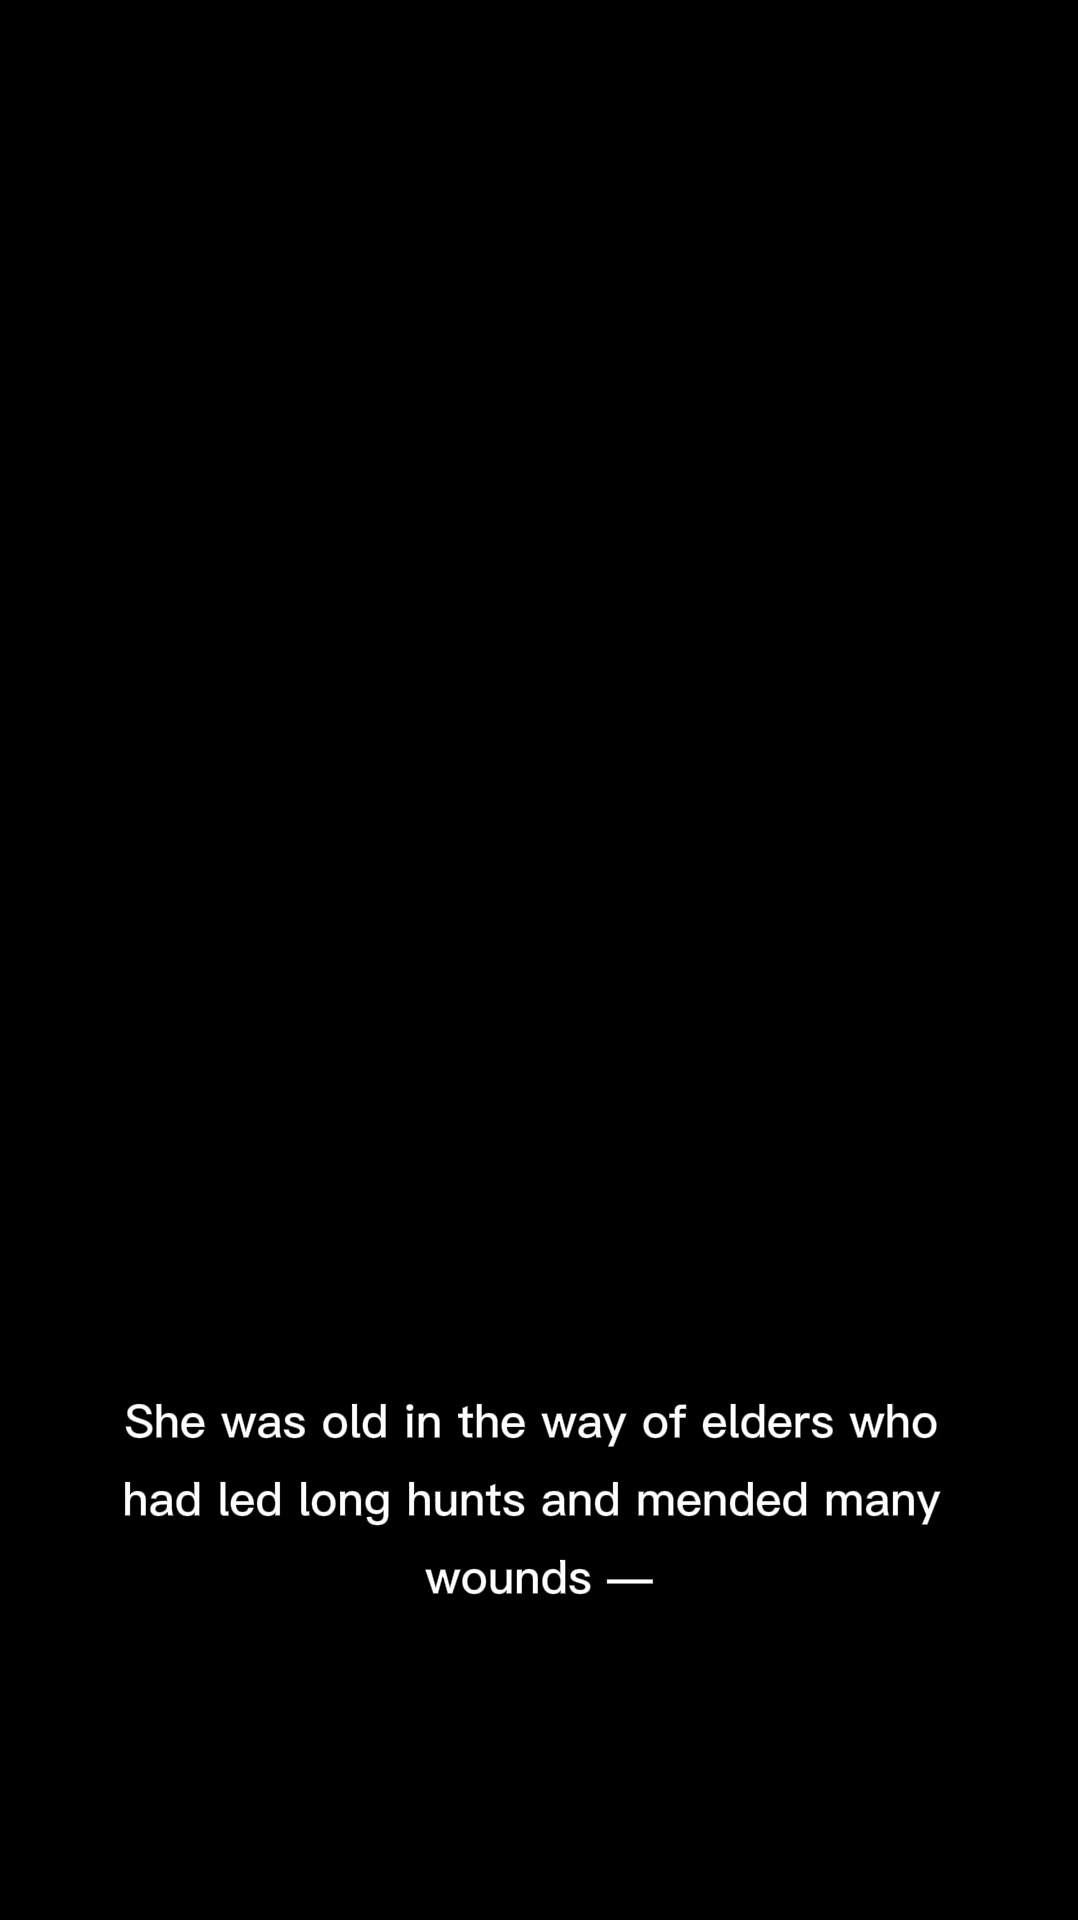 She was old in the way of elders who
had led long hunts and mended many
wounds —